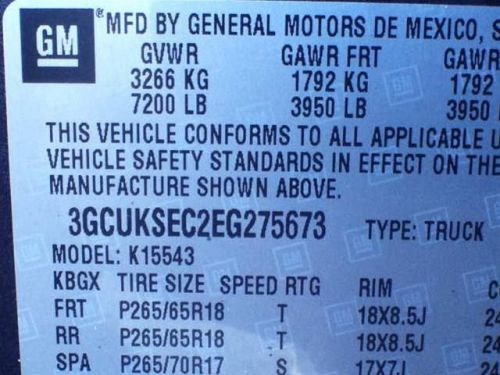 GM
® MFD BY GENERAL MOTORS DE MEXICO, S
GVWR GAWR FRT GAWR
3266 KG 1792 KG 1792
7200 LB 3950 LB 3950
THIS VEHICLE CONFORMS TO ALL APPLICABLE U
VEHICLE SAFETY STANDARDS IN EFFECT ON THE
MANUFACTURE SHOWN ABOVE.
3GCUKSEC2EG275673 TYPE: TRUCK
MODEL: K15543
KBGX TIRE SIZE SPEED RTG RIM C
FRT P265/65R18 T 18X8.5J 24
RR P265/65R18 T 18X8.5J 24
SPA P265/70R17 S 17X7J 24